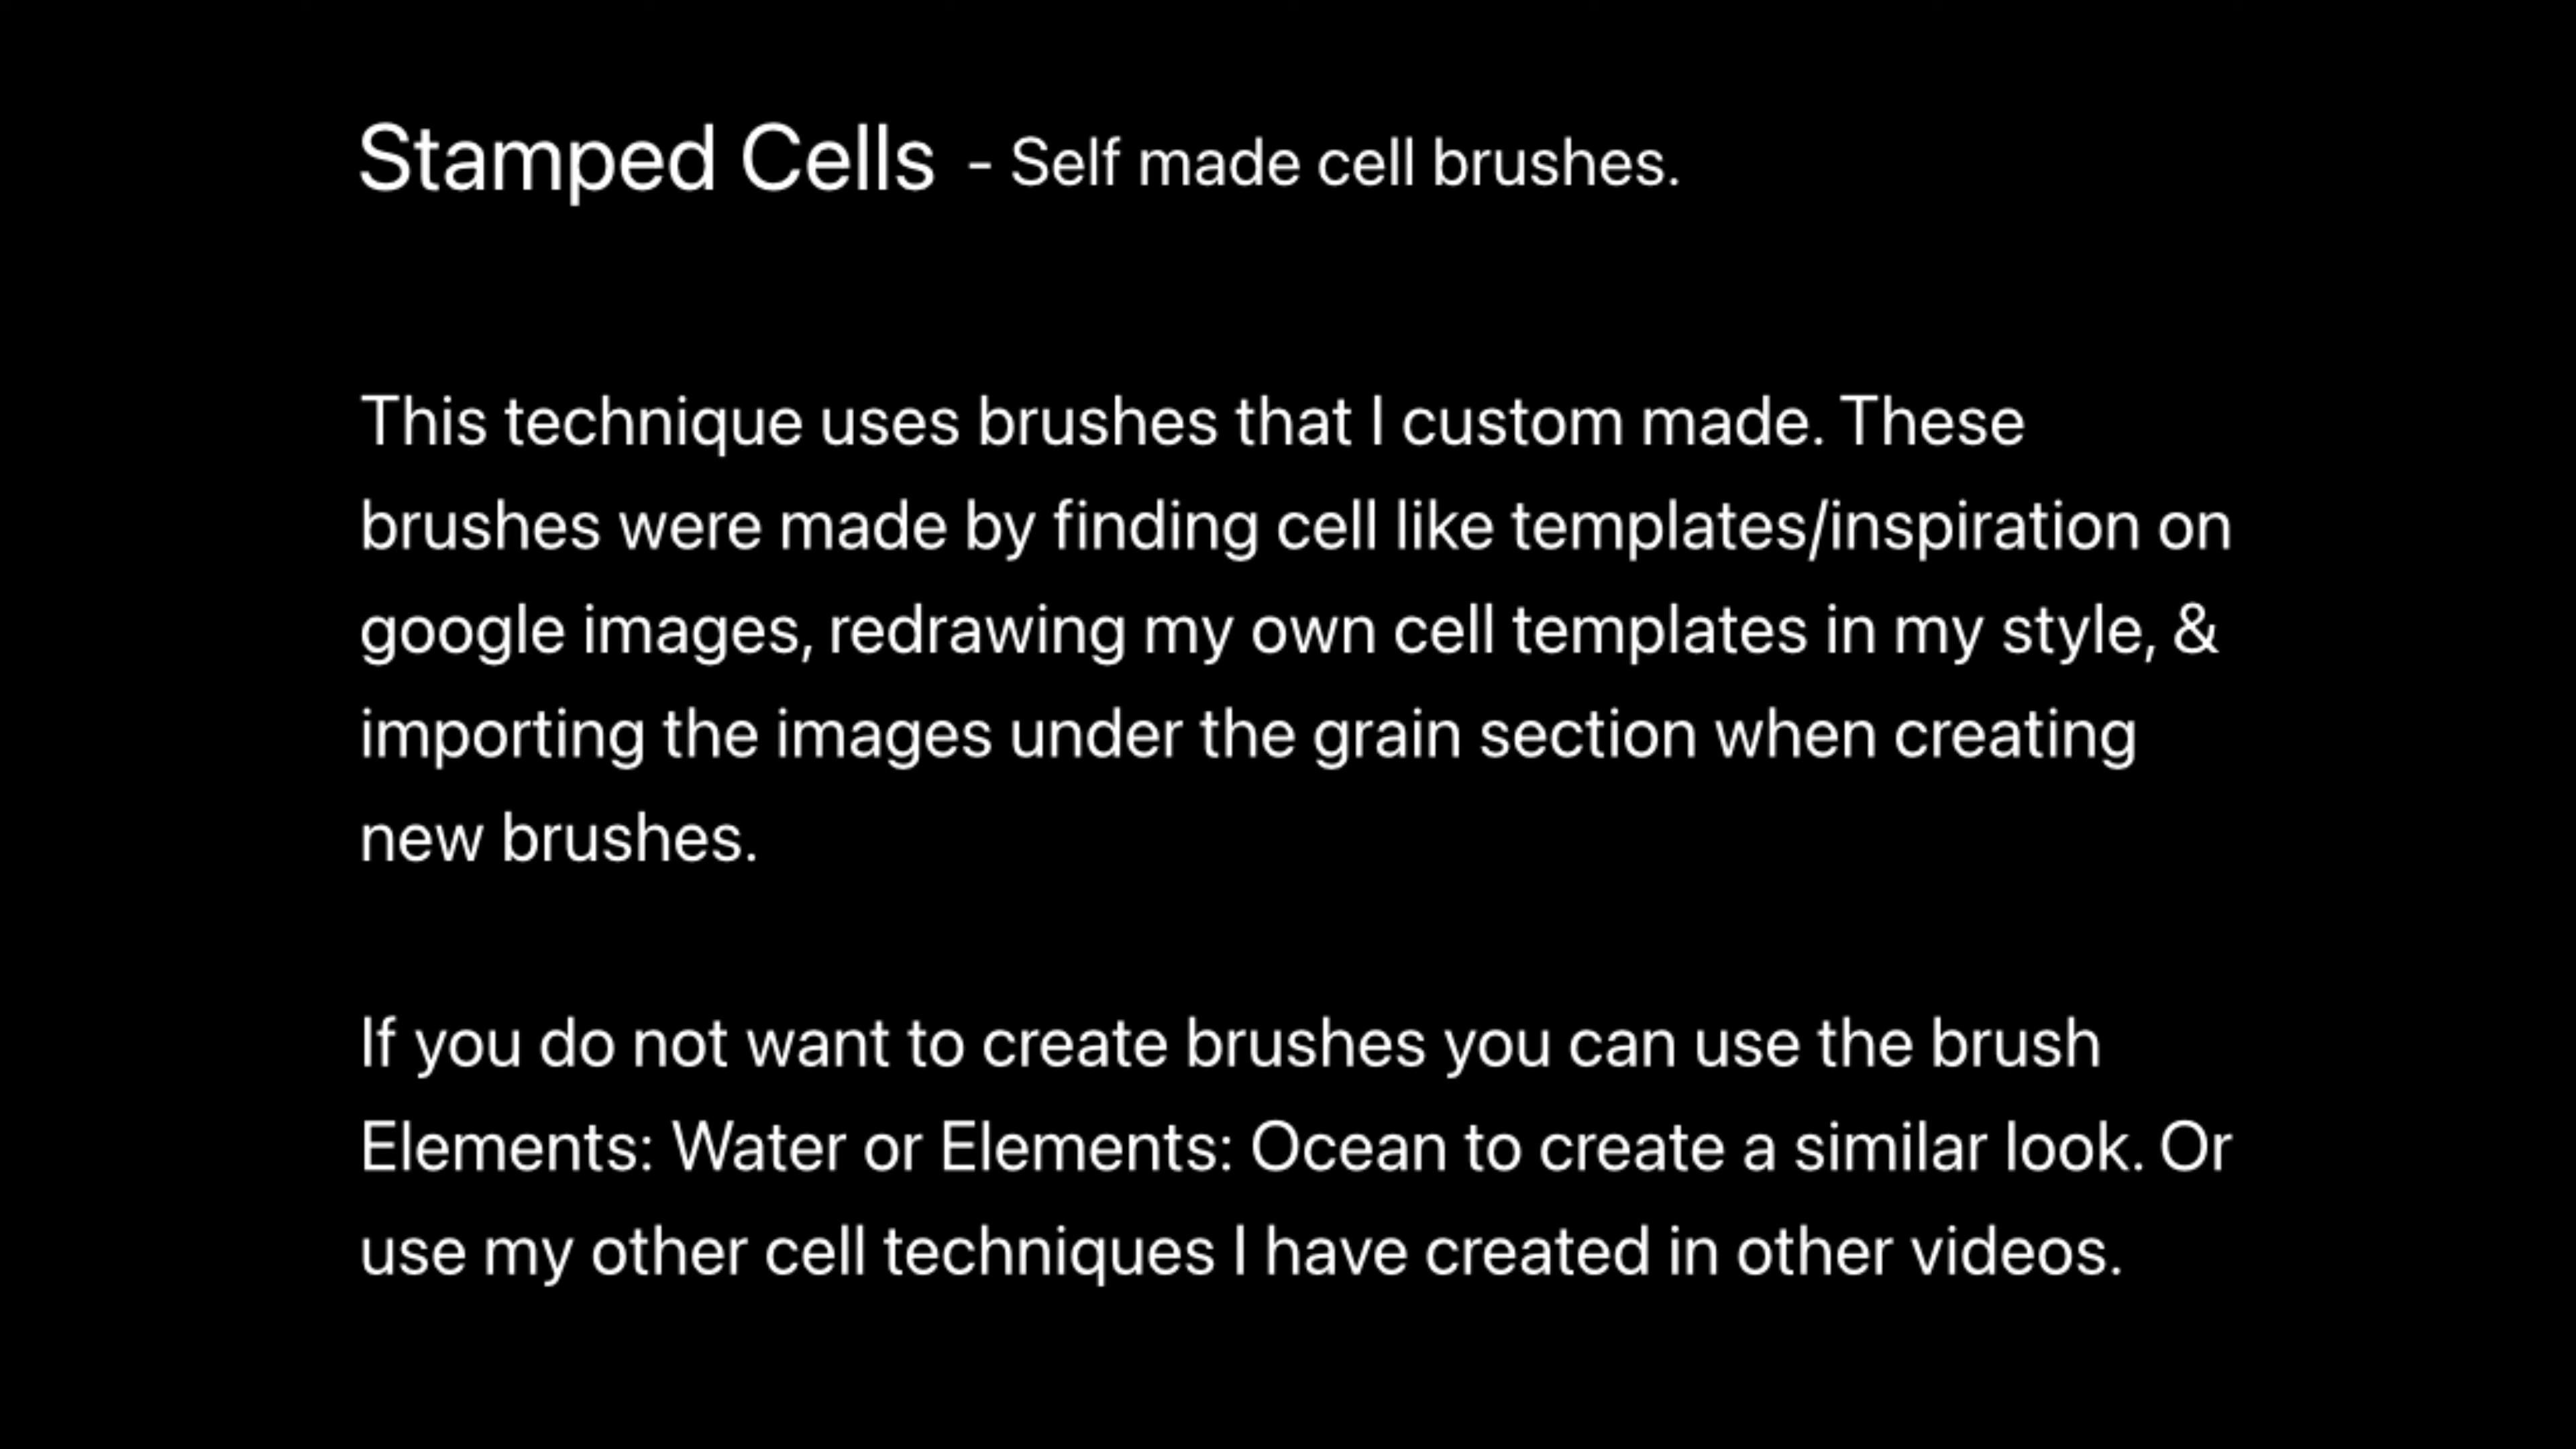 Stamped Cells - Self made cell brushes.
This technique uses brushes that I custom made. These
brushes were made by finding cell like templates/inspiration on
google images, redrawing my own cell templates in my style, &
importing the images under the grain section when creating
new brushes.
If you do not want to create brushes you can use the brush
Elements: Water or Elements: Ocean to create a similar look. Or
use my other cell techniques I have created in other videos.